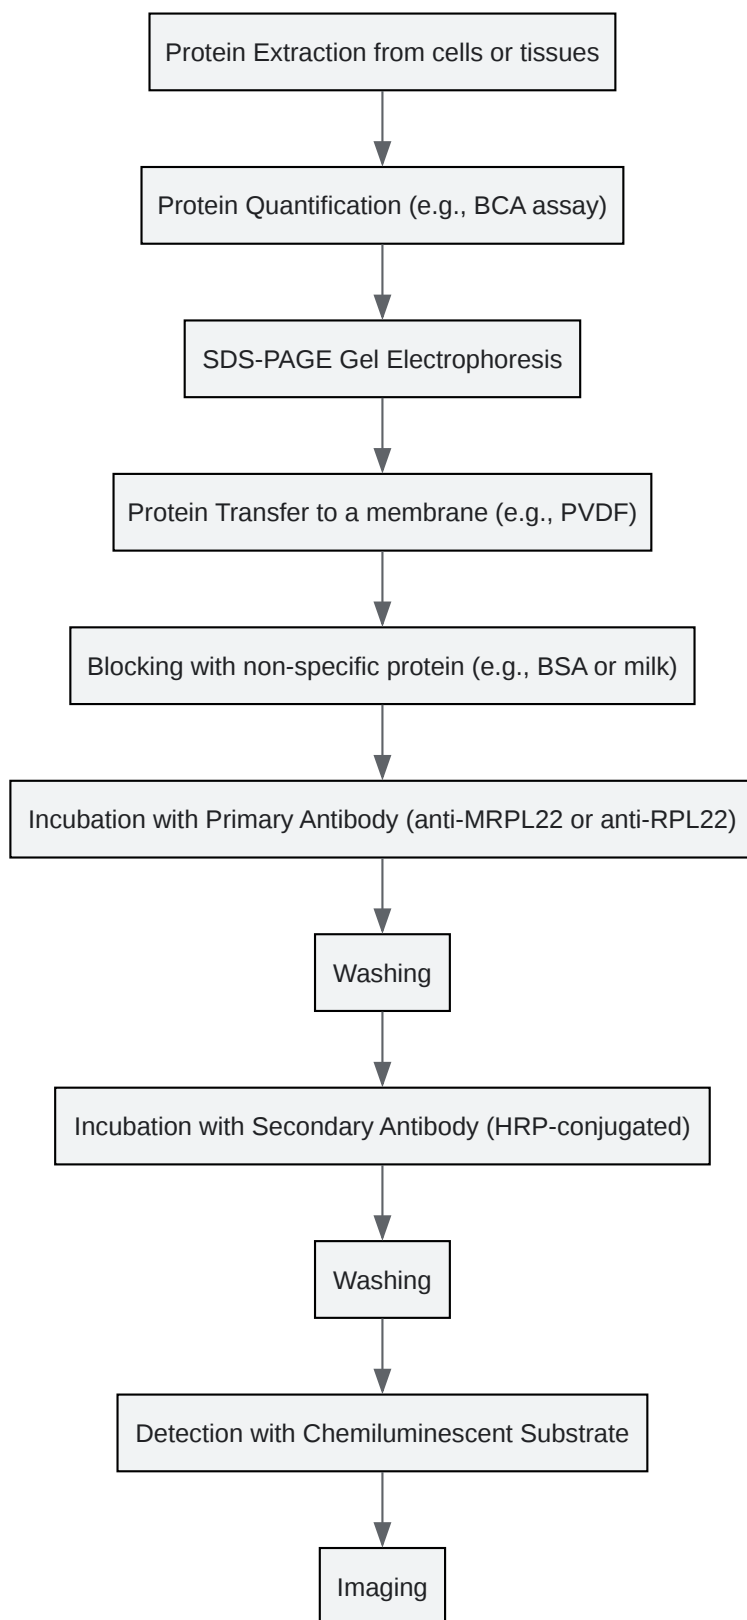 Protein Extraction from cells or tissues
Protein Quantification (e.g., BCA assay)
SDS-PAGE Gel Electrophoresis
Protein Transfer to a membrane (e.g., PVDF)
Blocking with non-specific protein (e.g., BSA or milk)
Incubation with Primary Antibody (anti-MRPL22 or anti-RPL22)
Washing
Incubation with Secondary Antibody (HRP-conjugated)
Washing
Detection with Chemiluminescent Substrate
Imaging